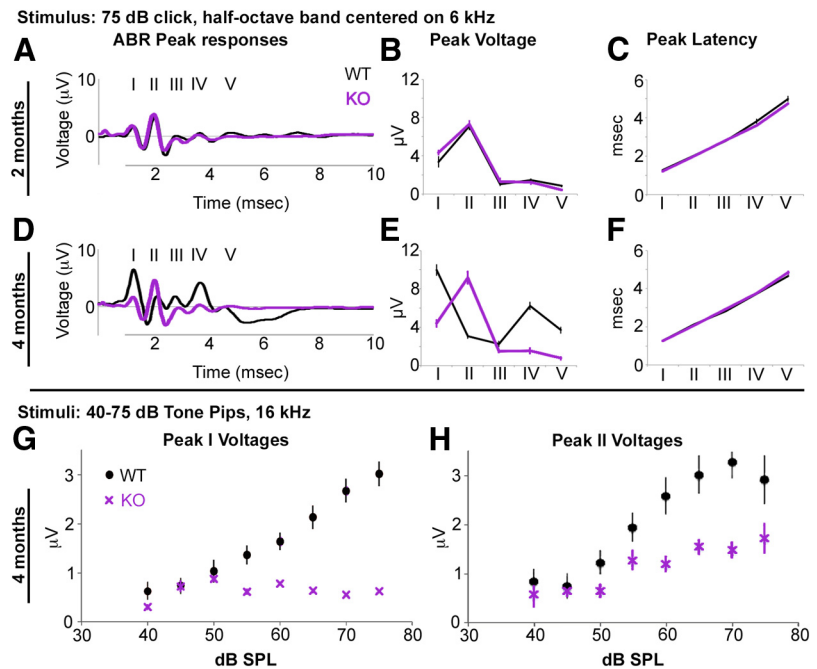 Stimulus: 75 dB click, half-octave band centered on 6 kHz
A ABR Peak responses B Peak Voltage C Peak Latency
2 months
Voltage (µV)
10
0
I II III IV V
WT
KO
2 4 6 8 10
Time (msec)
µV
12
8
4
0
I II III IV V
msec
6
4
2
0
I II III IV V
D E F
4 months
Voltage (µV)
10
0
I II III IV V
2 4 6 8 10
Time (msec)
µV
12
8
4
0
I II III IV V
msec
6
4
2
0
I II III IV V
Stimuli: 40-75 dB Tone Pips, 16 kHz
G Peak I Voltages H Peak II Voltages
4 months
µV
3
2
1
0
WT
KO
30 40 50 60 70 80
dB SPL
µV
3
2
1
0
30 40 50 60 70 80
dB SPL